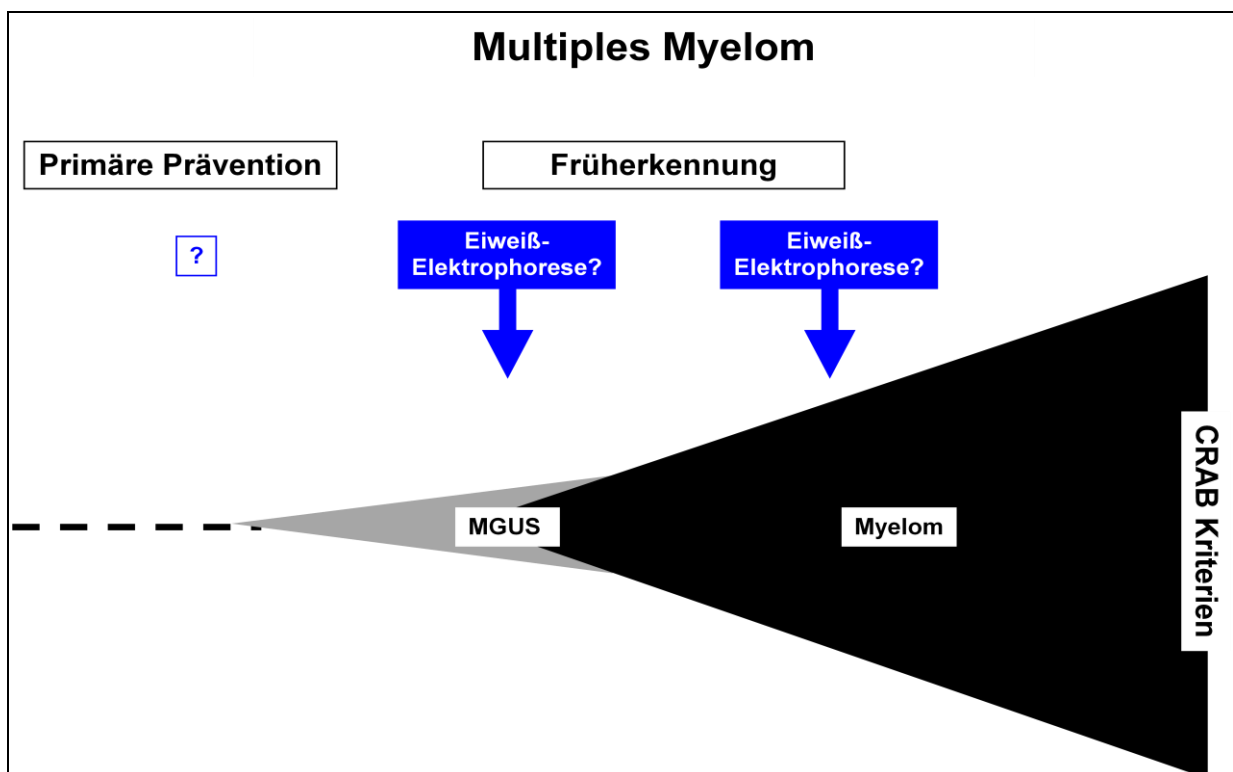 Multiples Myelom
Primäre Prävention
Früherkennung
?
Eiweiß-
Elektrophorese?
Eiweiß-
Elektrophorese?
MGUS
Myelom
CRAB Kriterien